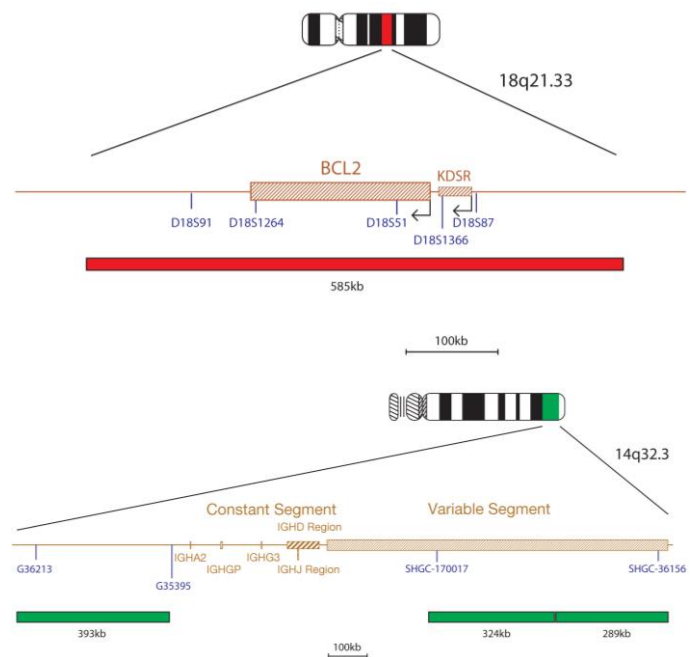 18q21.33
BCL2
KDSR
D18S91
D18S1264
D18S51
D18S1366
D18S87
585kb
100kb
14q32.3
Constant Segment
Variable Segment
IGHD Region
G36213
G35395
IGHA2
IGHGP
IGHG3
IGHJ Region
SHGC-170017
SHGC-36156
393kb
324kb
289kb
100kb